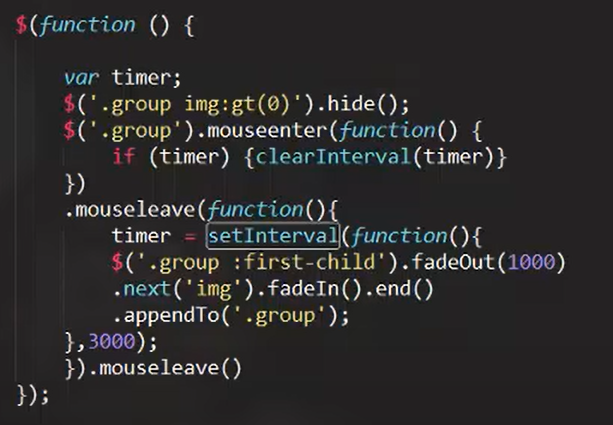 $(function () {
var timer;
$('.group img:gt(0)').hide();
$('.group').mouseenter(function() {
if (timer) {clearInterval(timer)}
})
.mouseleave(function(){
timer = setInterval(function(){
$('.group :first-child').fadeOut(1000)
.next('img').fadeIn().end()
.appendTo('.group');
},3000);
}).mouseleave()
});